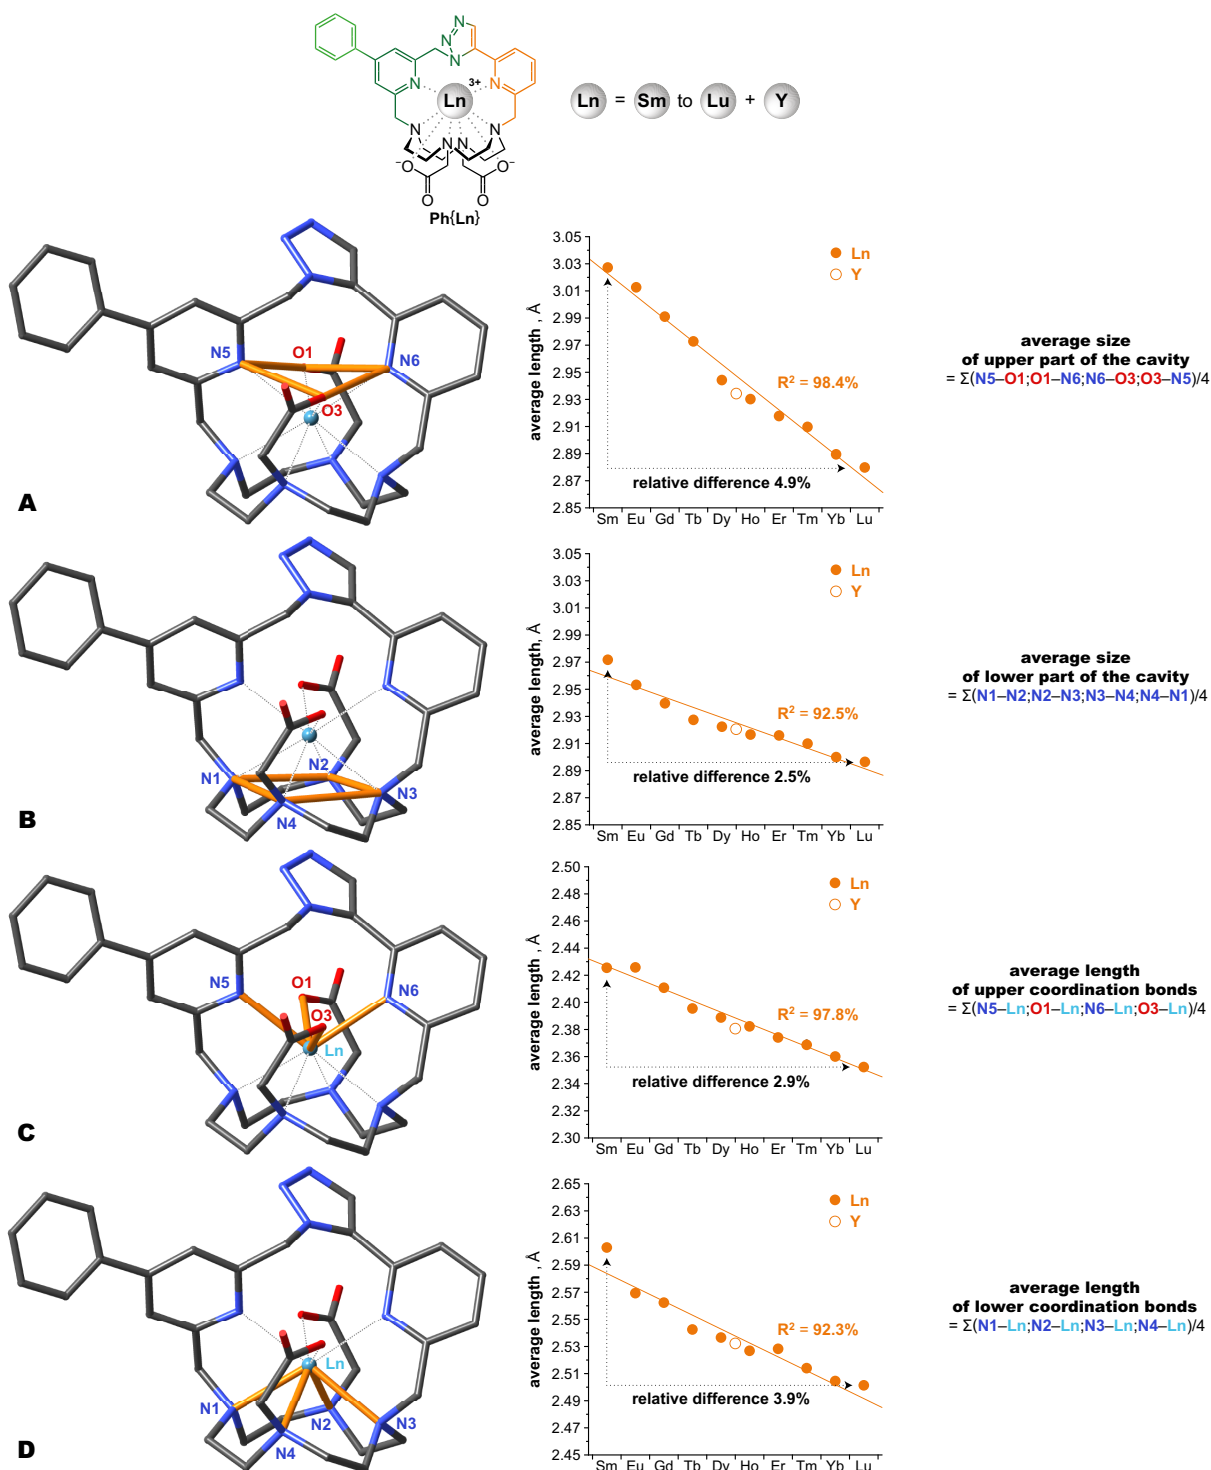 N
N
N
N
N
Ln
3+
N
N
N
N
−O
O−
O
O
Ph{Ln}
Ln = Sm to Lu + Y
N5
O1
N6
O3
A
average length , Å
3.05
3.03
3.01
2.99
2.97
2.95
2.93
2.91
2.89
2.87
2.85
Ln
Y
R² = 98.4%
relative difference 4.9%
Sm Eu Gd Tb Dy Ho Er Tm Yb Lu
average size
of upper part of the cavity
= Σ(N5–O1;O1–N6;N6–O3;O3–N5)/4
N1
N2
N3
N4
B
average length, Å
3.05
3.03
3.01
2.99
2.97
2.95
2.93
2.91
2.89
2.87
2.85
Ln
Y
R² = 92.5%
relative difference 2.5%
Sm Eu Gd Tb Dy Ho Er Tm Yb Lu
average size
of lower part of the cavity
= Σ(N1–N2;N2–N3;N3–N4;N4–N1)/4
N5
O1
N6
O3
Ln
C
average length , Å
2.50
2.48
2.46
2.44
2.42
2.40
2.38
2.36
2.34
2.32
2.30
Ln
Y
R² = 97.8%
relative difference 2.9%
Sm Eu Gd Tb Dy Ho Er Tm Yb Lu
average length
of upper coordination bonds
= Σ(N5–Ln;O1–Ln;N6–Ln;O3–Ln)/4
Ln
N1
N2
N3
N4
D
average length , Å
2.65
2.63
2.61
2.59
2.57
2.55
2.53
2.51
2.49
2.47
2.45
Ln
Y
R² = 92.3%
relative difference 3.9%
Sm Eu Gd Tb Dy Ho Er Tm Yb Lu
average length
of lower coordination bonds
= Σ(N1–Ln;N2–Ln;N3–Ln;N4–Ln)/4